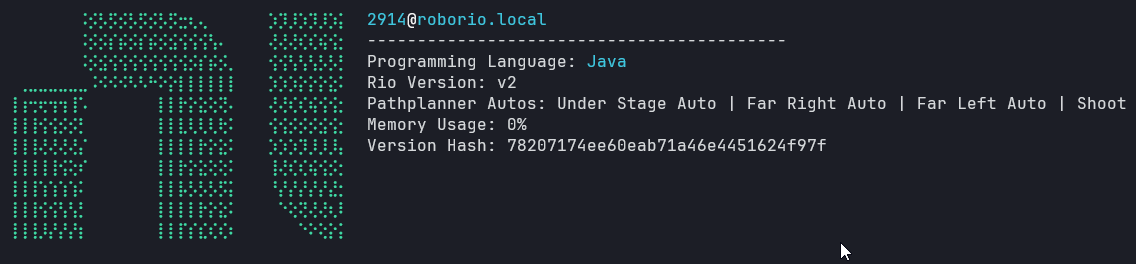 2914@roborio.local
------------------------------------------
Programming Language: Java
Rio Version: v2
Pathplanner Autos: Under Stage Auto | Far Right Auto | Far Left Auto | Shoot
Memory Usage: 0%
Version Hash: 78207174ee60eab71a46e4451624f97f